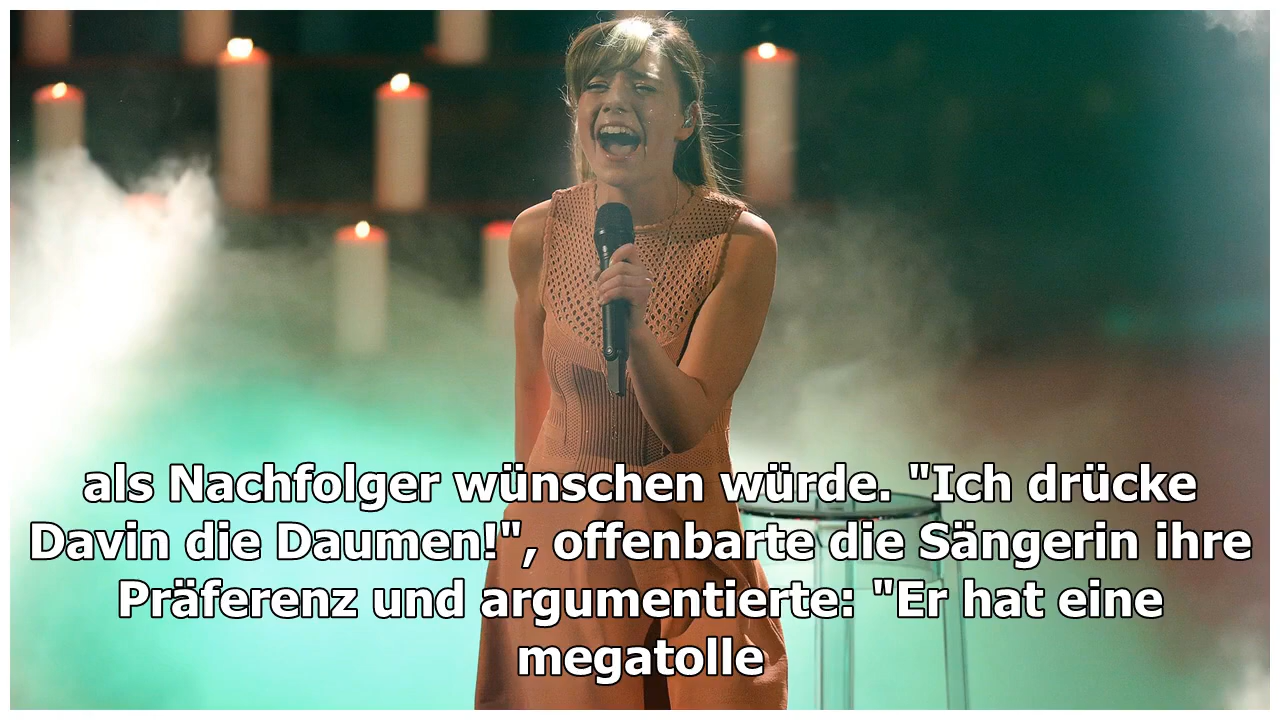 als Nachfolger wünschen würde. "Ich drücke
Davin die Daumen!", offenbarte die Sängerin ihre
Präferenz und argumentierte: "Er hat eine
megatolle